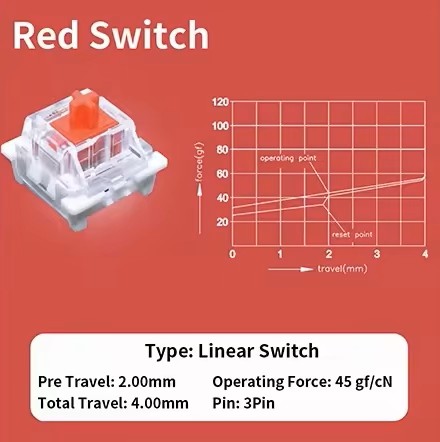 Red Switch
120
100
80
60
40
20
force(gf)
operating point
reset point
0 1 2 3 4
travel(mm)
Type: Linear Switch
Pre Travel: 2.00mm Operating Force: 45 gf/cN
Total Travel: 4.00mm Pin: 3Pin